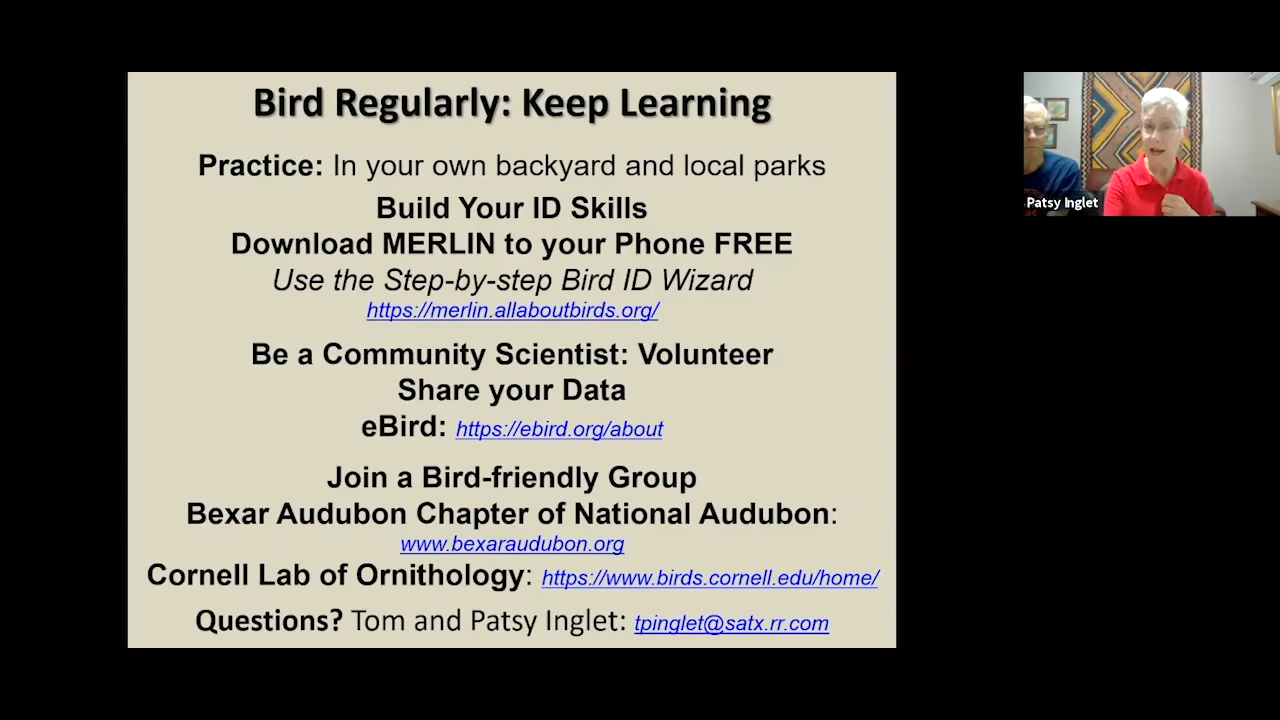 Bird Regularly: Keep Learning
Practice: In your own backyard and local parks
Build Your ID Skills
Download MERLIN to your Phone FREE
Use the Step-by-step Bird ID Wizard
https://merlin.allaboutbirds.org/
Be a Community Scientist: Volunteer
Share your Data
eBird: https://ebird.org/about
Join a Bird-friendly Group
Bexar Audubon Chapter of National Audubon:
www.bexaraudubon.org
Cornell Lab of Ornithology: https://www.birds.cornell.edu/home/
Questions? Tom and Patsy Inglet: tpinglet@satx.rr.com
Patsy Inglet